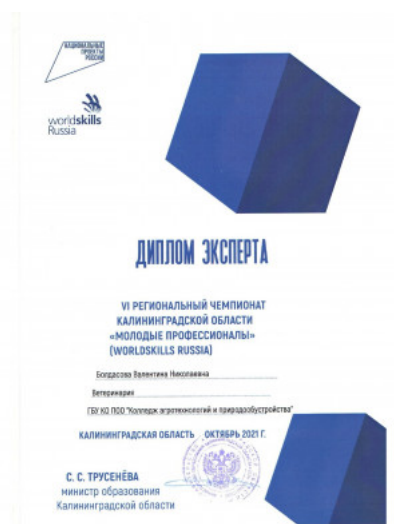 НАЦИОНАЛЬНЫЕ
ПРОЕКТЫ
РОССИИ
worldskills
Russia
ДИПЛОМ ЭКСПЕРТА
VI РЕГИОНАЛЬНЫЙ ЧЕМПИОНАТ
КАЛИНИНГРАДСКОЙ ОБЛАСТИ
«МОЛОДЫЕ ПРОФЕССИОНАЛЫ»
(WORLDSKILLS RUSSIA)
Болдасова Валентина Николаевна
Ветеринария
ГБУ КО ПОО "Колледж агротехнологий и природообустройства"
КАЛИНИНГРАДСКАЯ ОБЛАСТЬ ОКТЯБРЬ 2021 Г.
С. С. ТРУСЕНЁВА
министр образования
Калининградской области